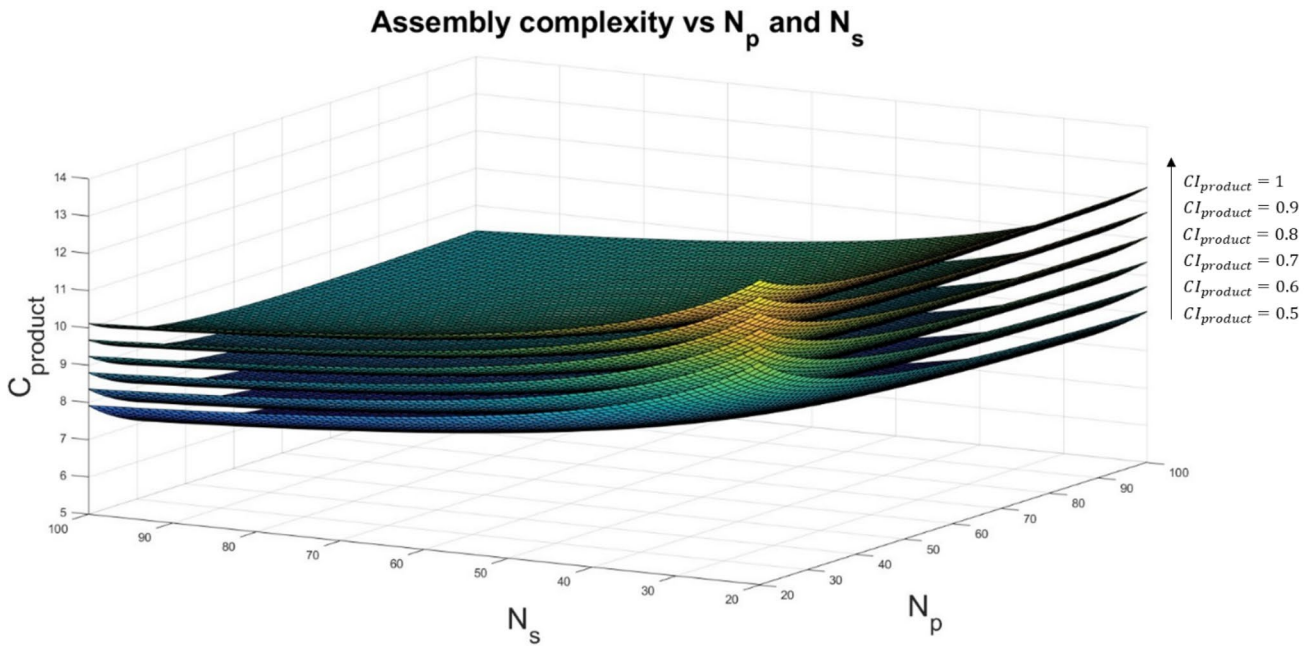 Assembly complexity vs N_p and N_s
C_product
14
13
12
11
10
9
8
7
6
5
100
90
80
70
60
50
40
30
20
N_s
20
30
40
50
60
70
80
90
100
N_p
CI_product = 1
CI_product = 0.9
CI_product = 0.8
CI_product = 0.7
CI_product = 0.6
CI_product = 0.5